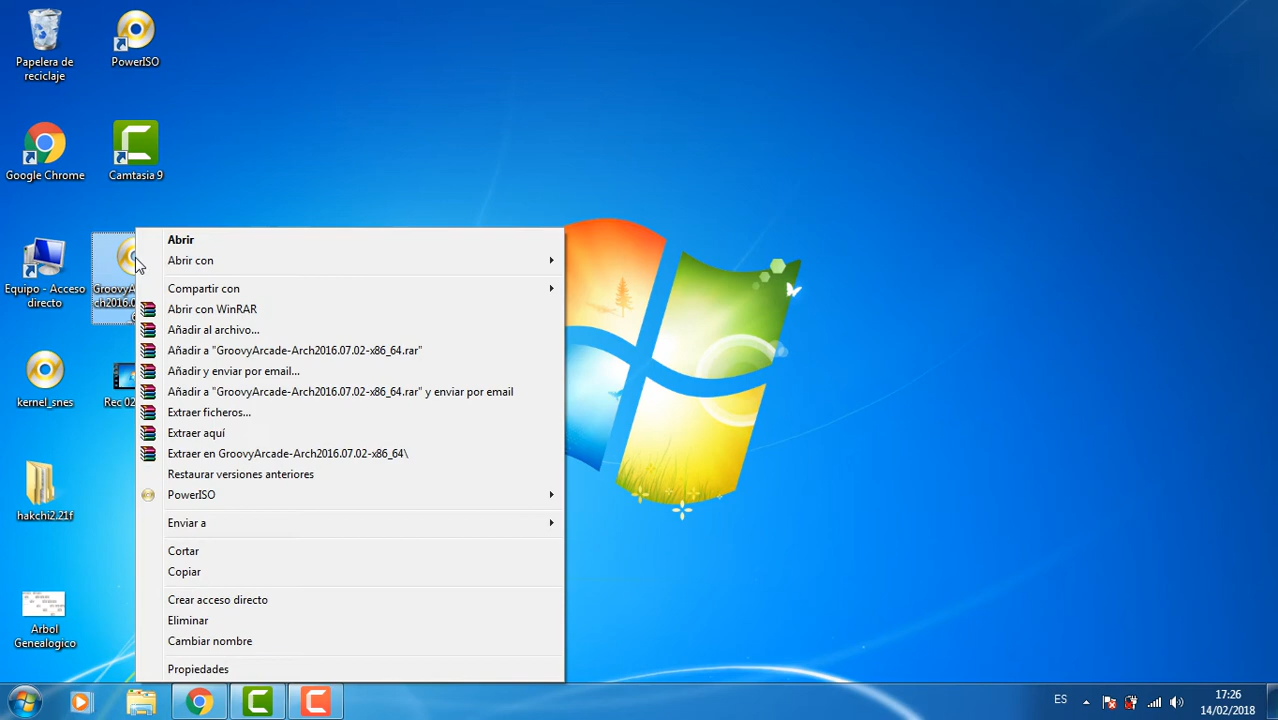 Papelera de
reciclaje
PowerISO
Google Chrome
Camtasia 9
Equipo - Acceso
directo
GroovyA
ch2016.0
kernel_snes
Rec 02
hakchi2.21f
Arbol
Genealogico
Abrir
Abrir con
Compartir con
Abrir con WinRAR
Añadir al archivo...
Añadir a "GroovyArcade-Arch2016.07.02-x86_64.rar"
Añadir y enviar por email...
Añadir a "GroovyArcade-Arch2016.07.02-x86_64.rar" y enviar por email
Extraer ficheros...
Extraer aquí
Extraer en GroovyArcade-Arch2016.07.02-x86_64\
Restaurar versiones anteriores
PowerISO
Enviar a
Cortar
Copiar
Crear acceso directo
Eliminar
Cambiar nombre
Propiedades
ES
17:26
14/02/2018